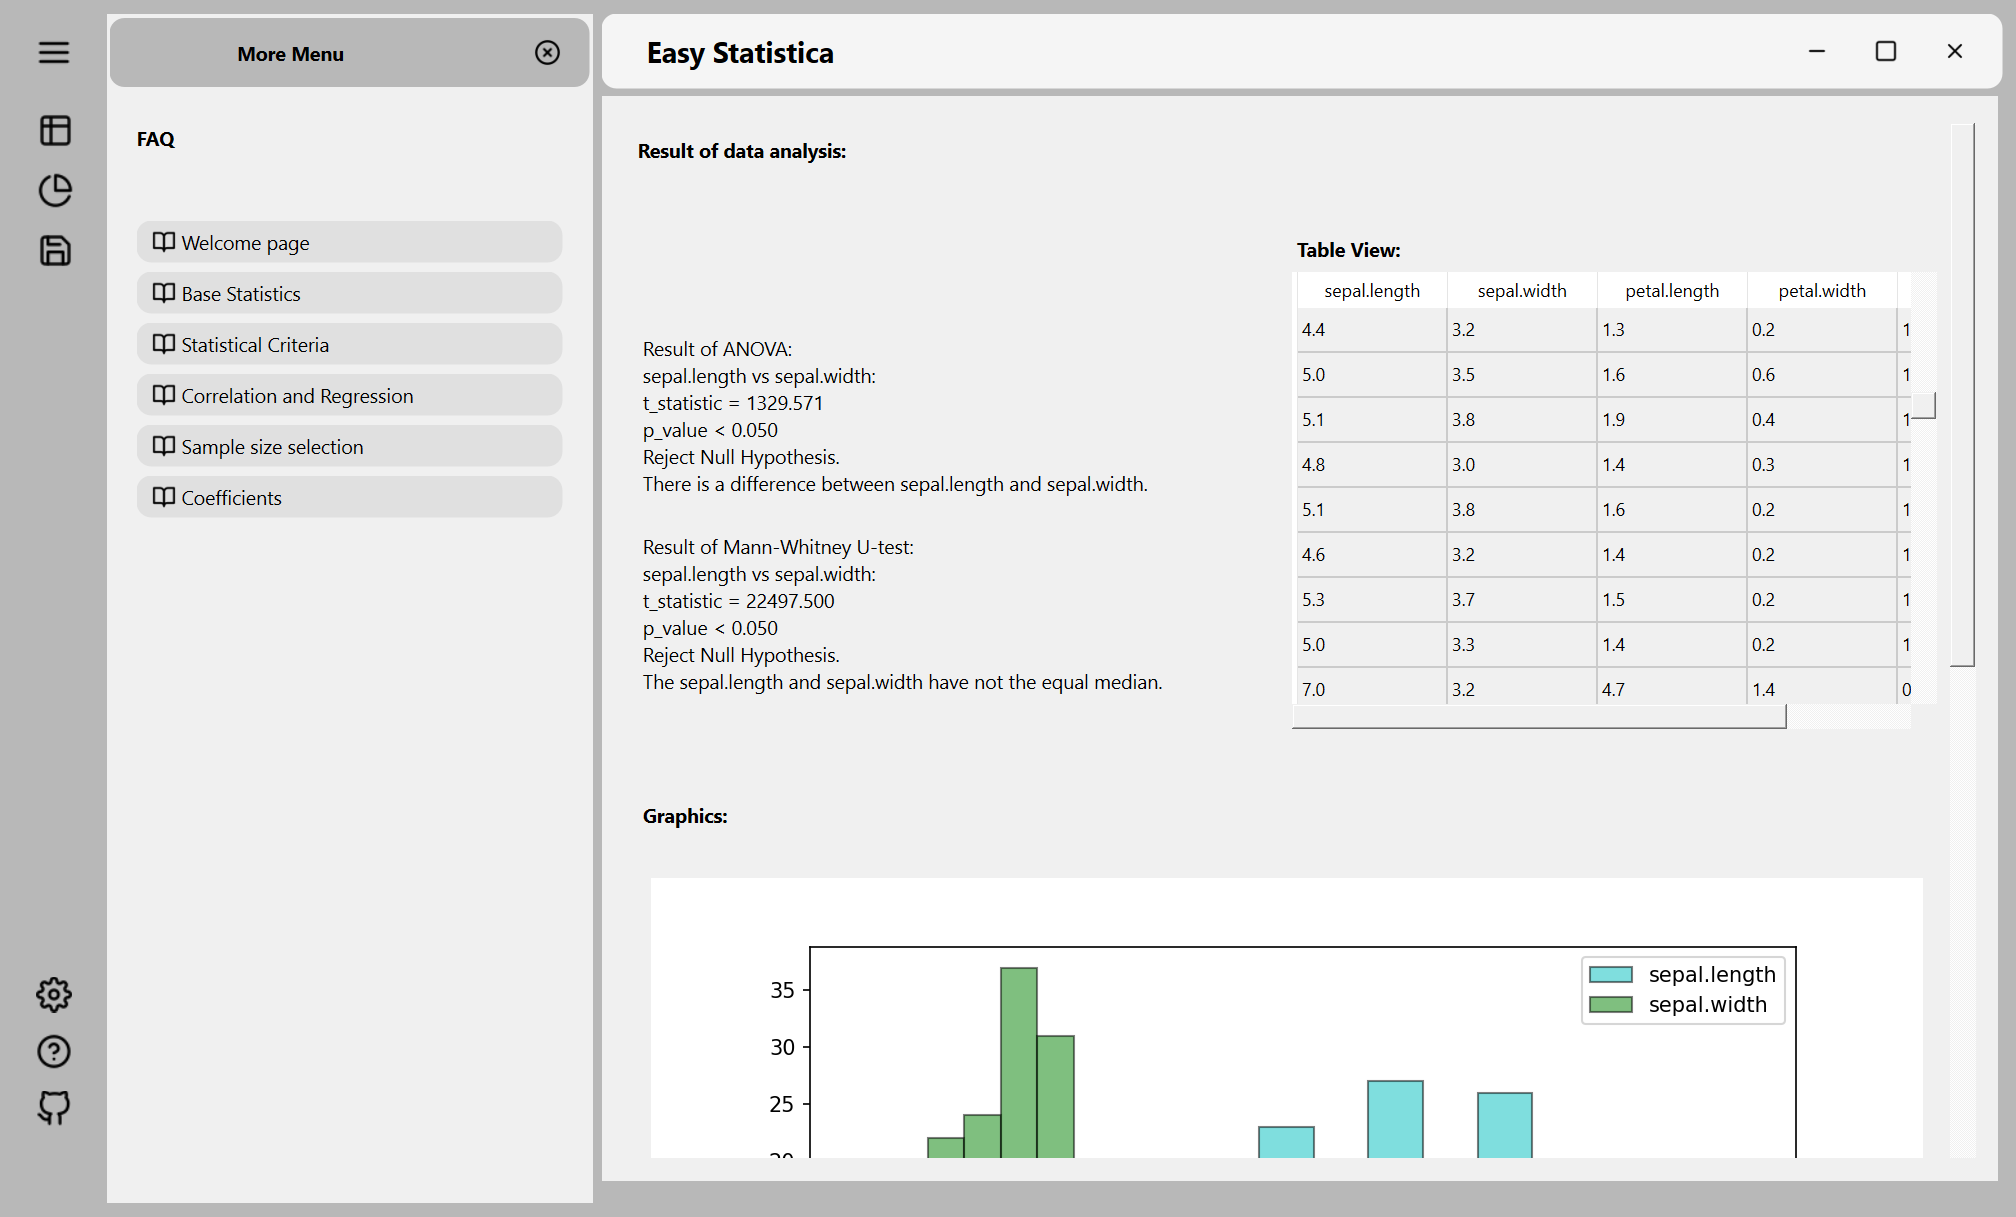 More Menu
Easy Statistica
FAQ
Welcome page
Base Statistics
Statistical Criteria
Correlation and Regression
Sample size selection
Coefficients
Result of data analysis:
Result of ANOVA:
sepal.length vs sepal.width:
t_statistic = 1329.571
p_value < 0.050
Reject Null Hypothesis.
There is a difference between sepal.length and sepal.width.
Result of Mann-Whitney U-test:
sepal.length vs sepal.width:
t_statistic = 22497.500
p_value < 0.050
Reject Null Hypothesis.
The sepal.length and sepal.width have not the equal median.
Table View:
sepal.length sepal.width petal.length petal.width
4.4 3.2 1.3 0.2 1
5.0 3.5 1.6 0.6 1
5.1 3.8 1.9 0.4 1
4.8 3.0 1.4 0.3 1
5.1 3.8 1.6 0.2 1
4.6 3.2 1.4 0.2 1
5.3 3.7 1.5 0.2 1
5.0 3.3 1.4 0.2 1
7.0 3.2 4.7 1.4 0
Graphics:
sepal.length
sepal.width
35
30
25